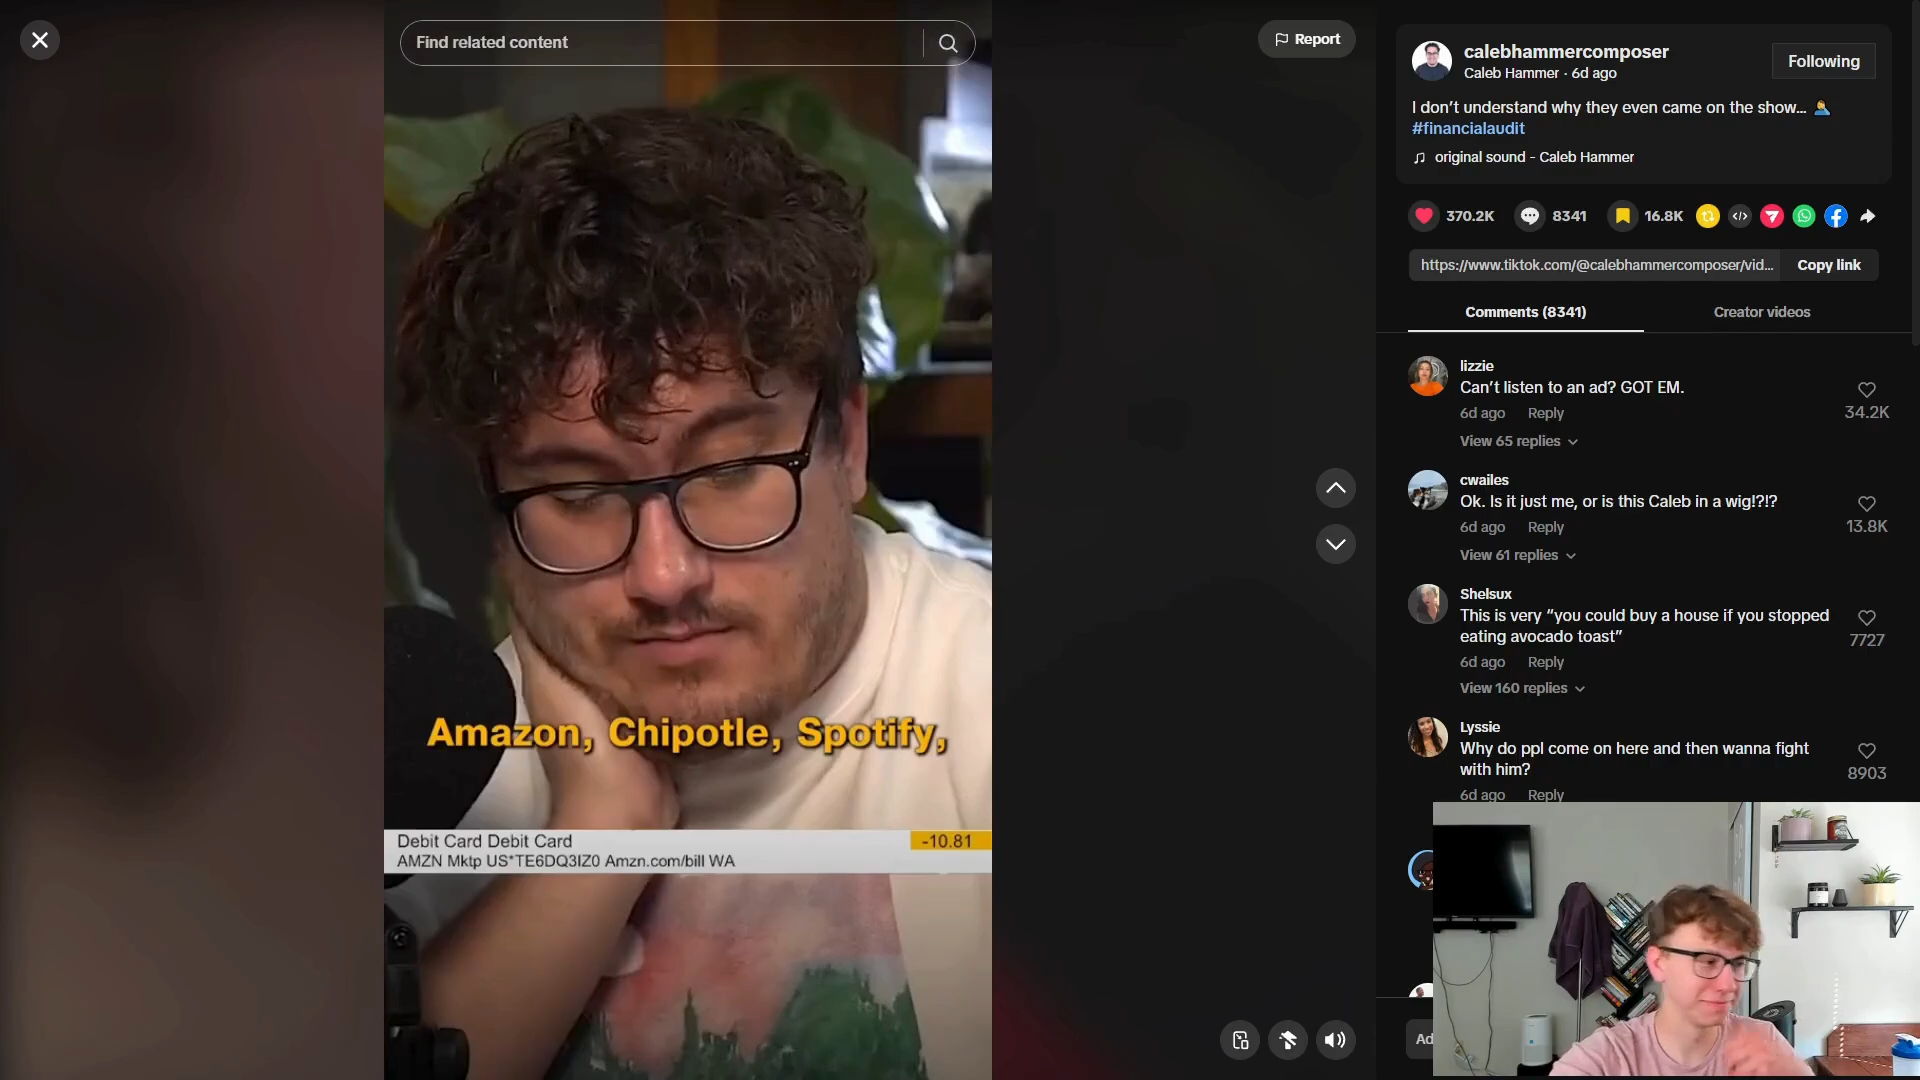 Find related content
Report
calebhammercomposer
Caleb Hammer · 6d ago
Following
I don't understand why they even came on the show... 🤦‍♂️
#financialaudit
original sound - Caleb Hammer
370.2K
8341
16.8K
https://www.tiktok.com/@calebhammercomposer/vid...
Copy link
Comments (8341)
Creator videos
lizzie
Can't listen to an ad? GOT EM.
6d ago Reply
34.2K
View 65 replies
cwailes
Ok. Is it just me, or is this Caleb in a wig!?!?
6d ago Reply
13.8K
View 61 replies
Shelsux
This is very “you could buy a house if you stopped
eating avocado toast”
7727
6d ago Reply
View 160 replies
Lyssie
Why do ppl come on here and then wanna fight
with him?
8903
6d ago Reply
Amazon, Chipotle, Spotify,
Debit Card Debit Card
-10.81
AMZN Mktp US*TE6DQ3IZ0 Amzn.com/bill WA
Ad